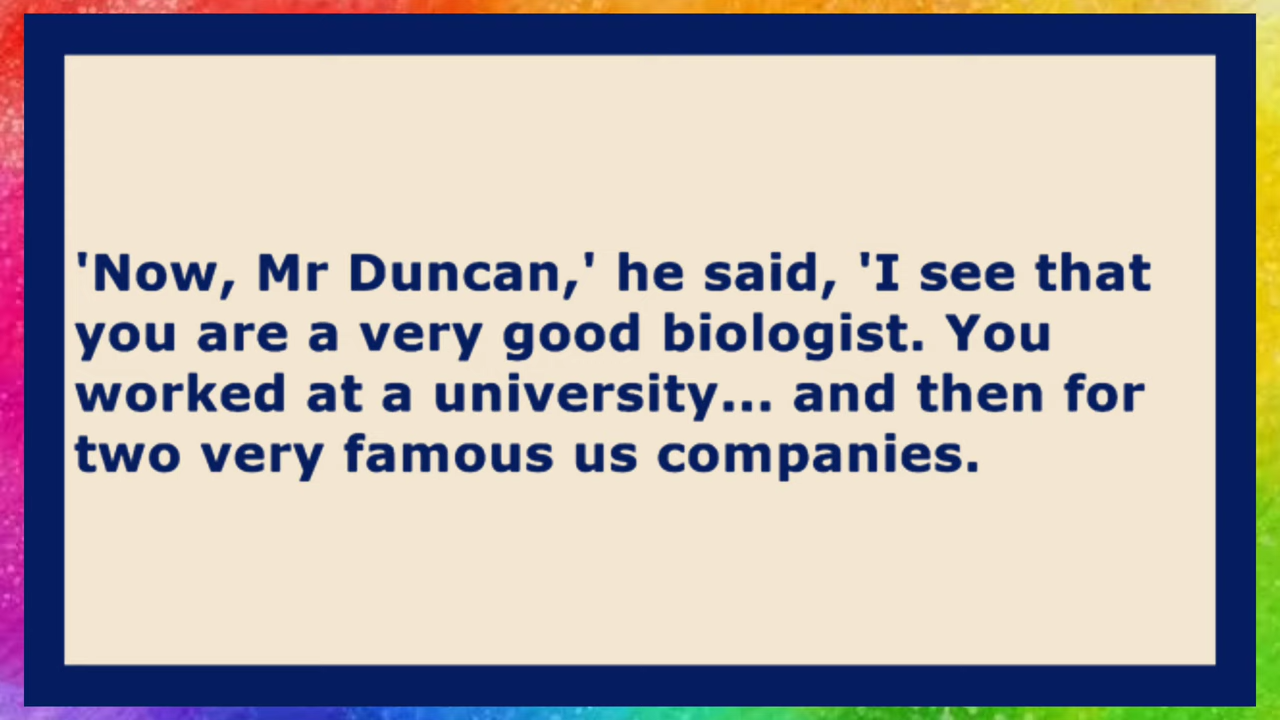 'Now, Mr Duncan,' he said, 'I see that
you are a very good biologist. You
worked at a university... and then for
two very famous us companies.